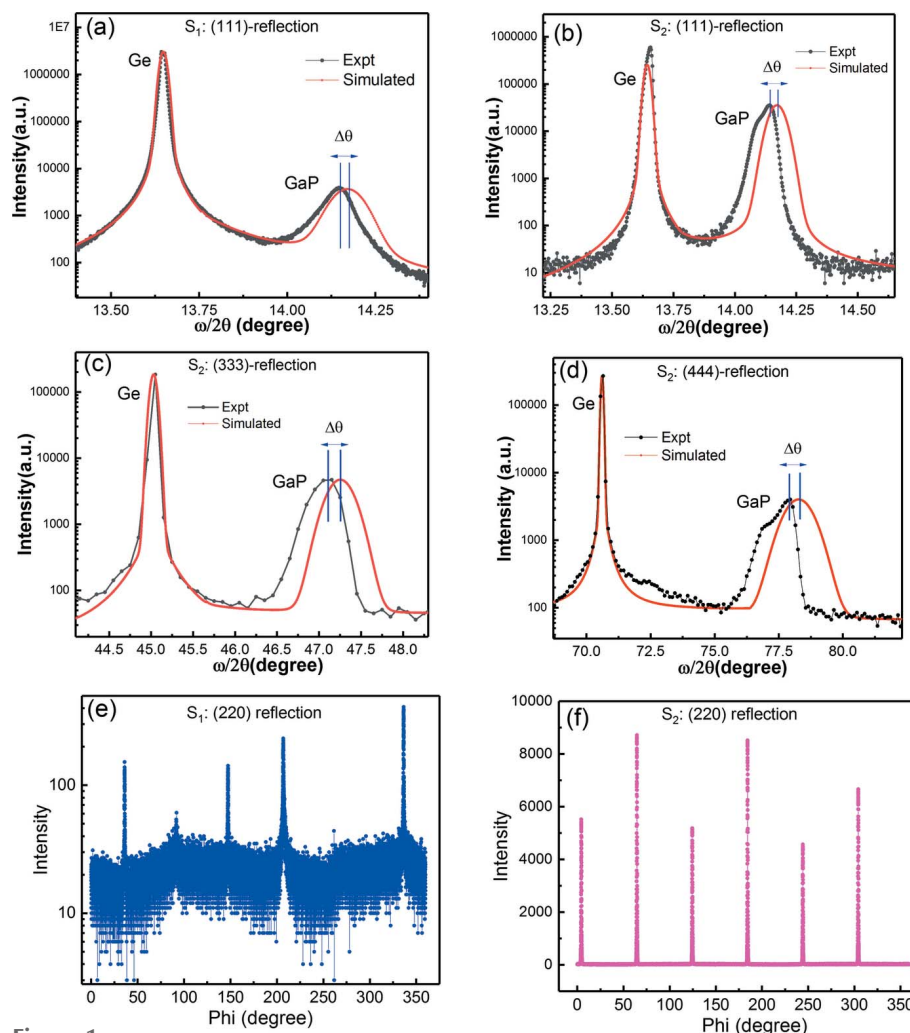 (a)
S1: (111)-reflection
1E7
1000000
100000
10000
1000
100
Intensity(a.u.)
Ge
Expt
Simulated
Δθ
GaP
13.50
13.75
14.00
14.25
ω/2θ (degree)
(b)
S2: (111)-reflection
1000000
100000
10000
1000
100
10
Intensity(a.u.)
Ge
Expt
Simulated
Δθ
GaP
13.25
13.50
13.75
14.00
14.25
14.50
ω/2θ(degree)
(c)
S2: (333)-reflection
100000
10000
1000
100
Intensity (a.u.)
Ge
Expt
Simulated
Δθ
GaP
44.5
45.0
45.5
46.0
46.5
47.0
47.5
48.0
ω/2θ(degree)
(d)
S2: (444)-reflection
100000
10000
1000
100
Intensity (a.u.)
Ge
Expt
Simulated
Δθ
GaP
70.0
72.5
75.0
77.5
80.0
ω/2θ(degree)
(e)
S1: (220) reflection
100
10
Intensity
0
50
100
150
200
250
300
350
Phi (degree)
(f)
S2: (220) reflection
10000
8000
6000
4000
2000
0
Intensity
0
50
100
150
200
250
300
350
Phi (degree)